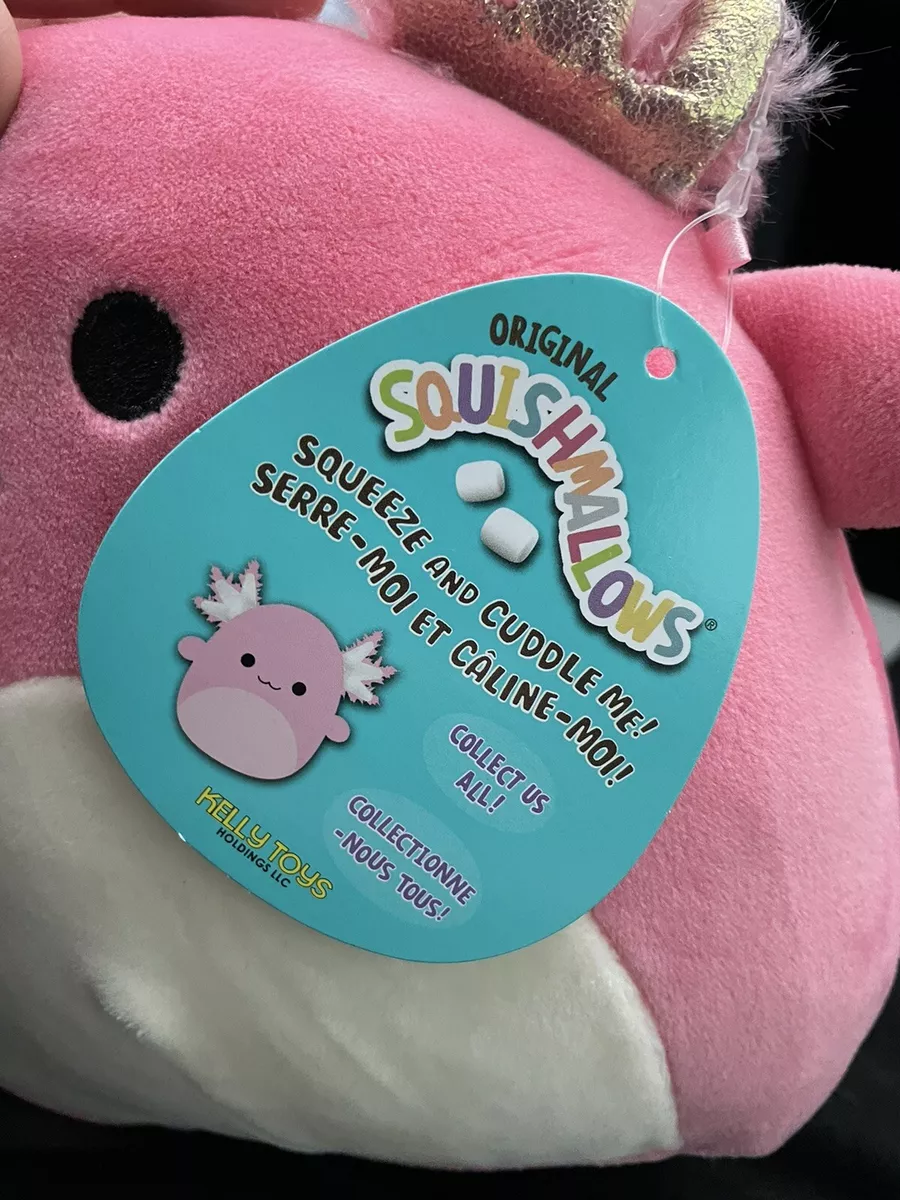 ORIGINAL
SQUISHMALLOWS®
SQUEEZE AND CUDDLE ME!
SERRE-MOI ET CÂLINE-MOI!
COLLECT US
ALL!
COLLECTIONNE
-NOUS TOUS!
KELLY TOYS
HOLDINGS LLC